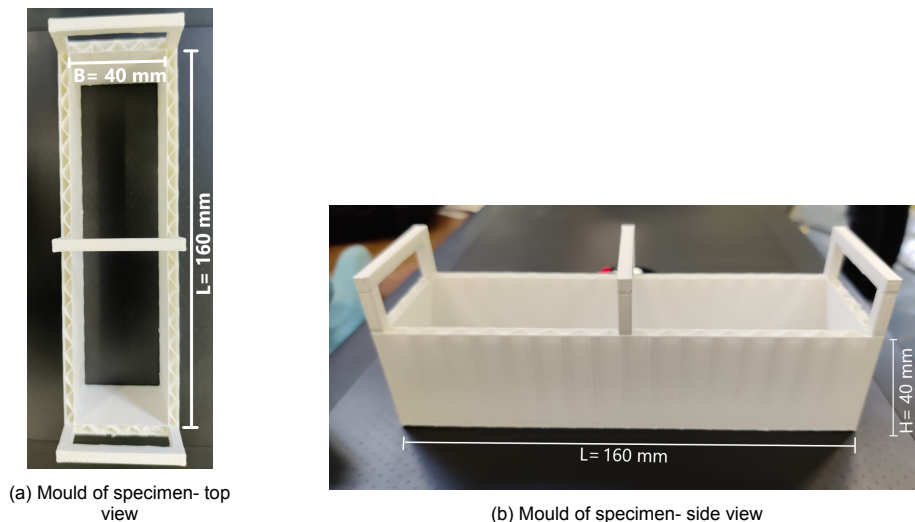 B= 40 mm
L= 160 mm
(a) Mould of specimen- top
view
H= 40 mm
L= 160 mm
(b) Mould of specimen- side view